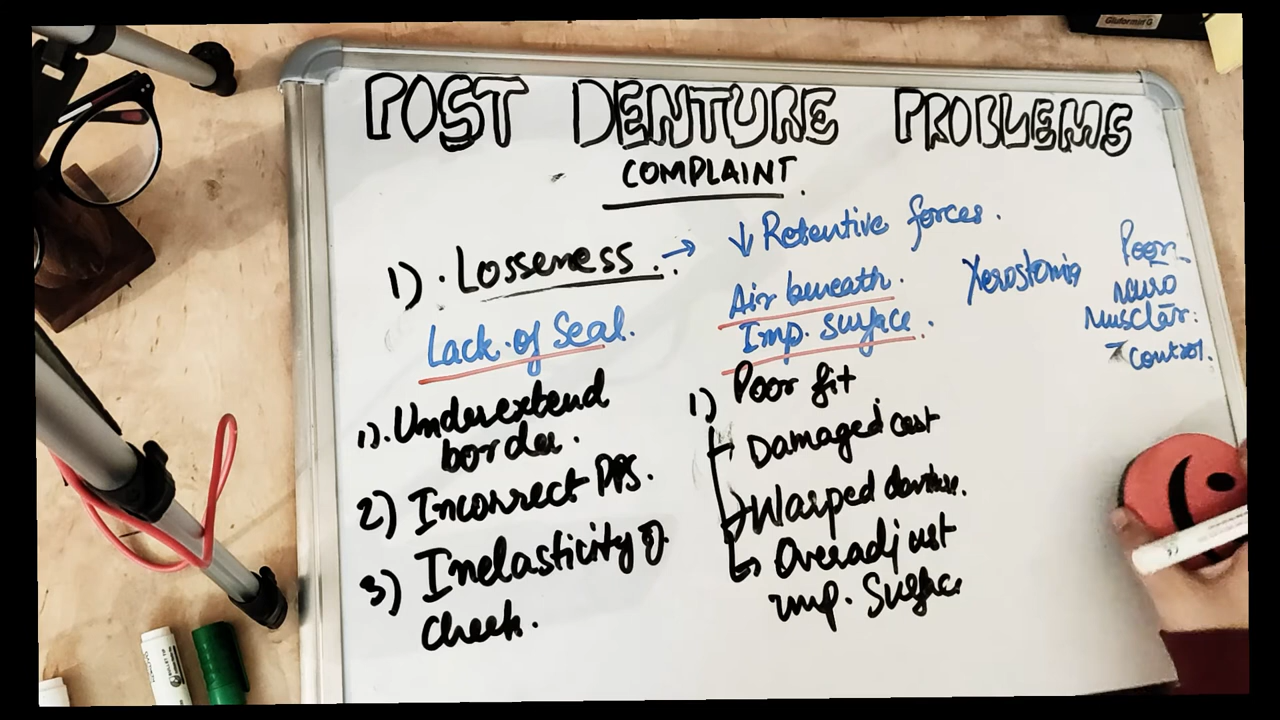 POST DENTURE PROBLEMS
COMPLAINT.
1). Losseness → ↓ Retentive forces.
Lack of Seal.
1). Underextend
border.
2) Incorrect PPS.
3) Inelasticity of
cheek.
Air beneath
Imp. surface.
1) Poor fit
Damaged cast
Warped denture.
Overadjust
imp. Surface
Xerostomia
Poor
neuro
Muscular
control.
Gluformin G